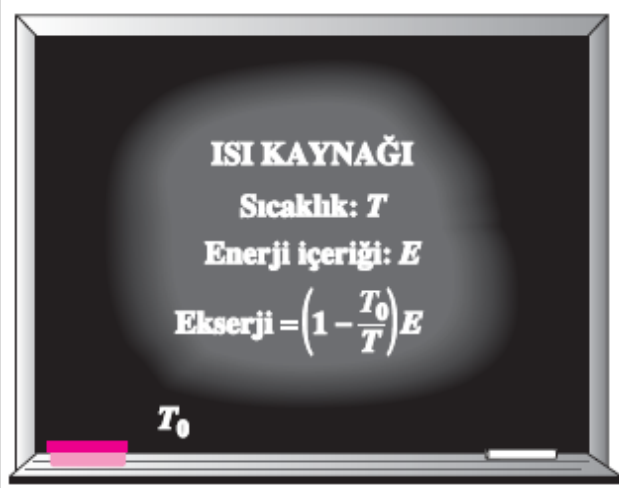 ISI KAYNAĞI
Sıcaklık: T
Enerji içeriği: E
Ekserji = (1 − T₀/T) E
T₀